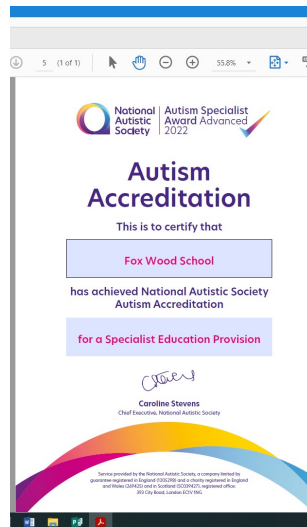 5 (1 of 1) 55.8%
National Autism Specialist
Autistic Award Advanced
Society 2022
Autism
Accreditation
This is to certify that
Fox Wood School
has achieved National Autistic Society
Autism Accreditation
for a Specialist Education Provision
Caroline Stevens
Chief Executive, National Autistic Society
Service provided by the National Autistic Society, a company limited by
guarantee registered in England (1205298) and a charity registered in England
and Wales (269425) and in Scotland (SC039427), registered office:
393 City Road, London EC1V 1NG